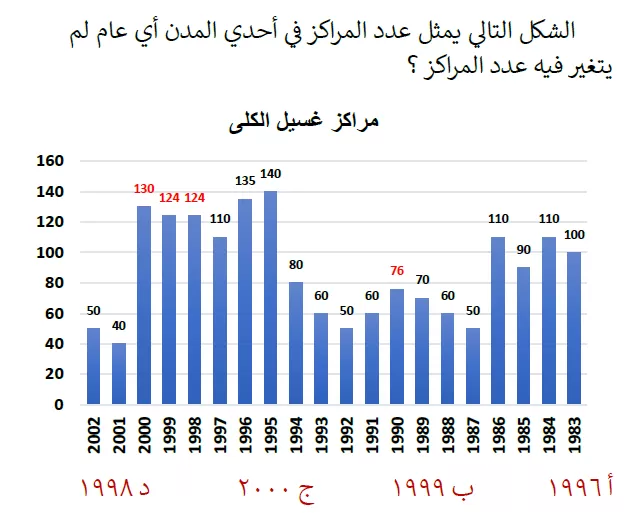 الشكل التالي يمثل عدد المراكز في أحدي المدن أي عام لم
يتغير فيه عدد المراكز ؟
مراكز غسيل الكلى
160
140
120
100
80
60
40
20
0
50 40 130 124 124 110 135 140 80 60 50 60 76 70 60 50 110 90 110 100
2002 2001 2000 1999 1998 1997 1996 1995 1994 1993 1992 1991 1990 1989 1988 1987 1986 1985 1984 1983
أ ١٩٩٦ ب ١٩٩٩ ج ٢٠٠٠ د ١٩٩٨